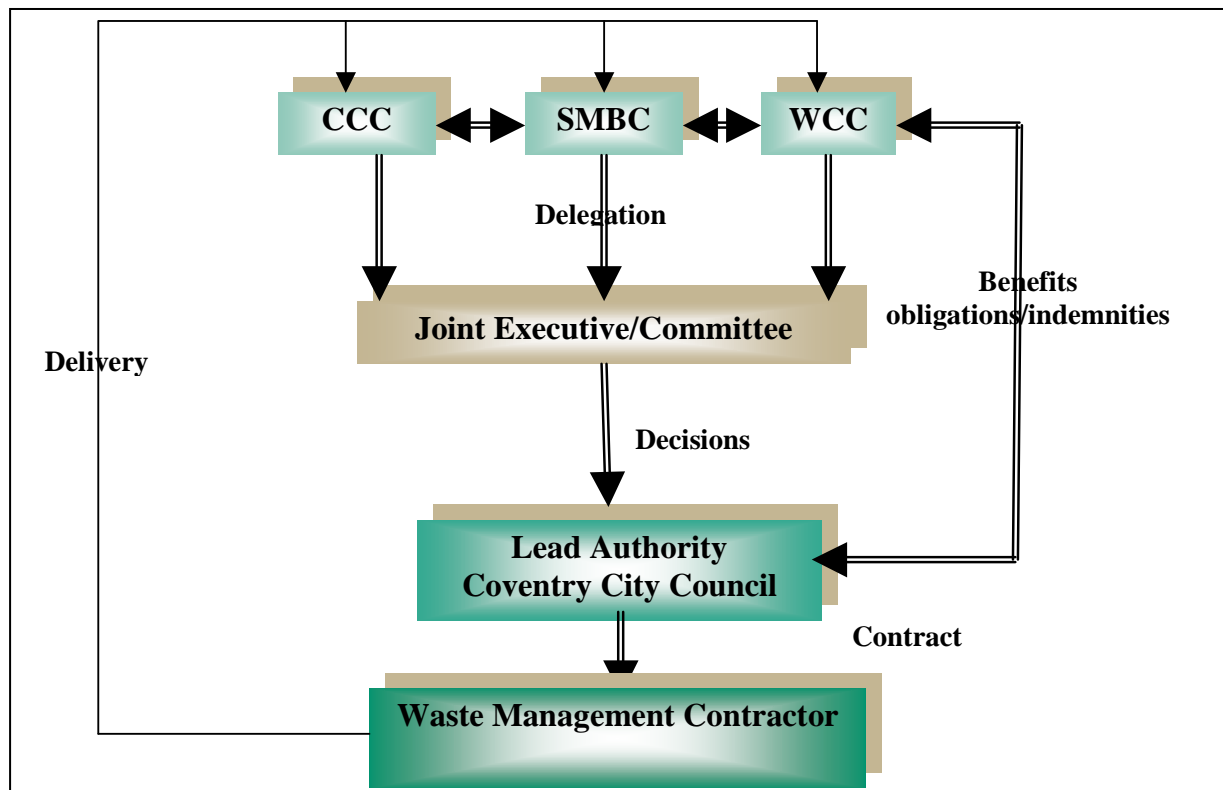 CCC
SMBC
WCC
Delegation
Benefits
obligations/indemnities
Joint Executive/Committee
Delivery
Decisions
Lead Authority
Coventry City Council
Contract
Waste Management Contractor